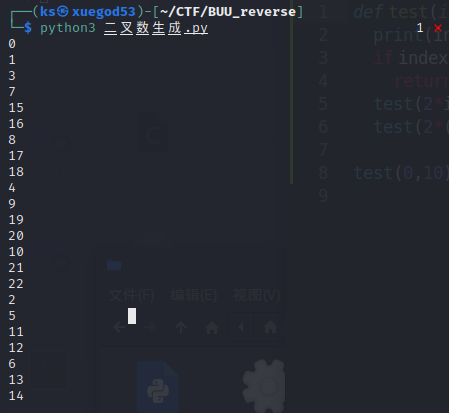 ┌──(ks㉿xuegod53)-[~/CTF/BUU_reverse]
└─$ python3 二叉数生成.py 1 ⨯
0
1
3
7
15
16
8
17
18
4
9
19
20
10
21
22
2
5
11
12
6
13
14
1 def test(i
2 print(in
3 if index
4 return
5 test(2*i
6 test(2*(
7
8 test(0,10)
9
文件(F) 编辑(E) 视图(V)